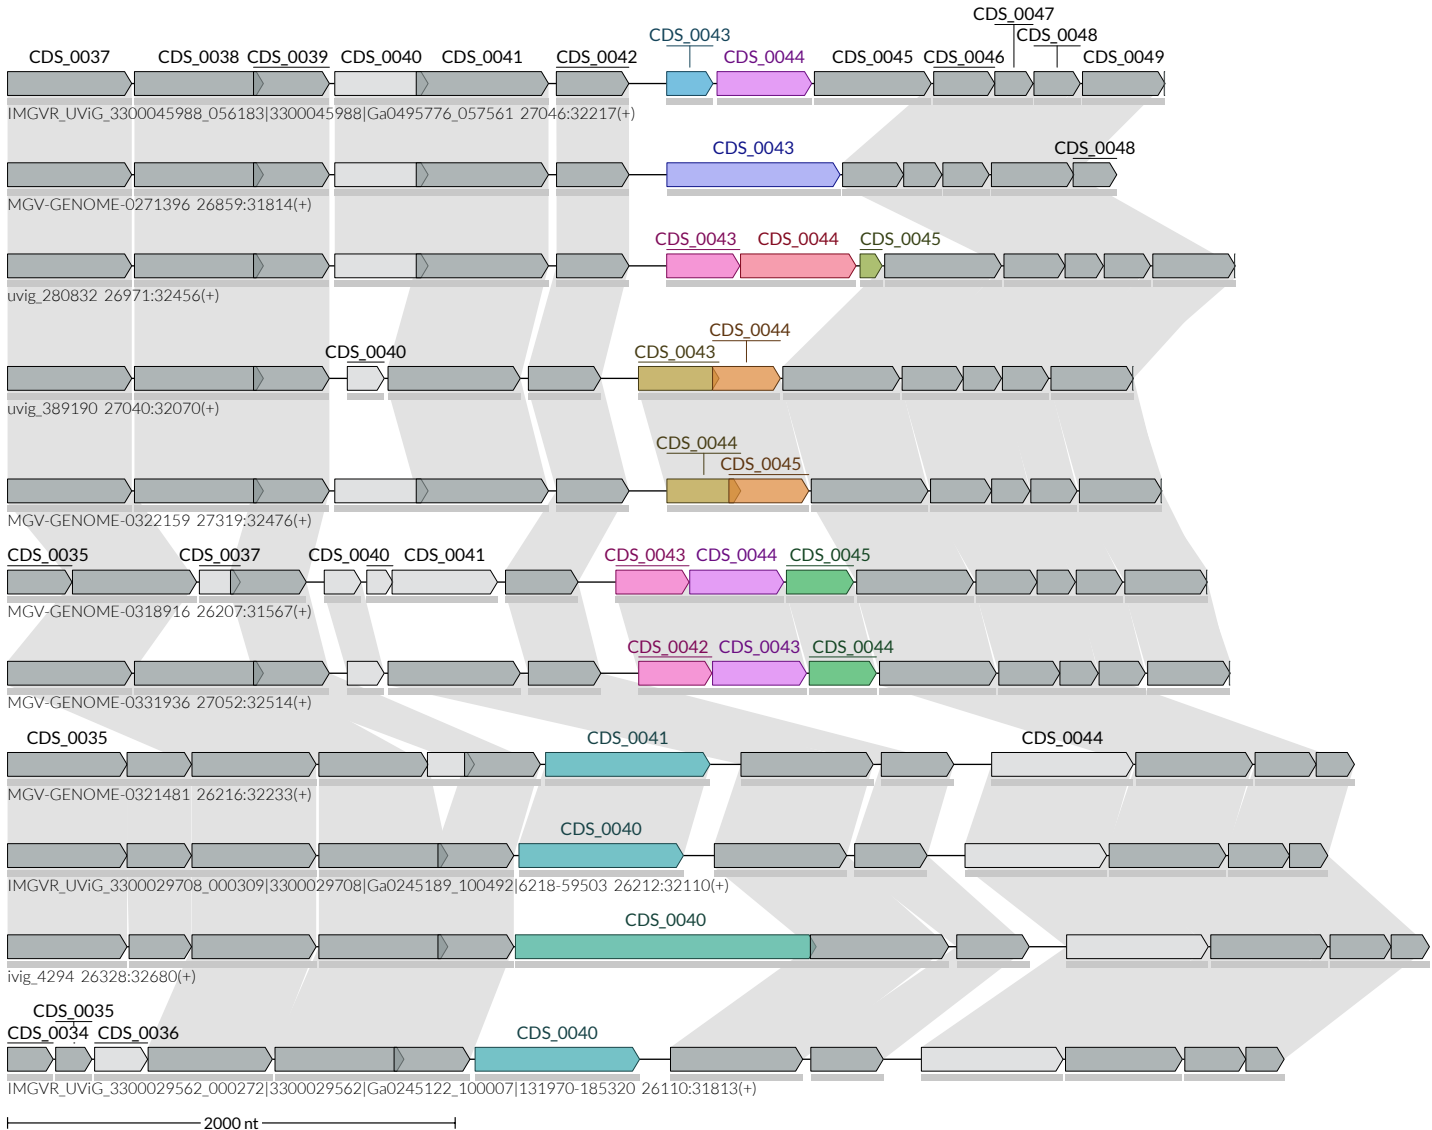 CDS_0047
CDS_0043 CDS_0048
CDS_0037 CDS_0038 CDS_0039 CDS_0040 CDS_0041 CDS_0042 CDS_0044 CDS_0045 CDS_0046 CDS_0049
IMGVR_UViG_3300045988_056183|3300045988|Ga0495776_057561 27046:32217(+)
CDS_0043 CDS_0048
MGV-GENOME-0271396 26859:31814(+)
CDS_0043 CDS_0044 CDS_0045
uvig_280832 26971:32456(+)
CDS_0044
CDS_0040 CDS_0043
uvig_389190 27040:32070(+)
CDS_0044
CDS_0045
MGV-GENOME-0322159 27319:32476(+)
CDS_0035 CDS_0037 CDS_0040 CDS_0041 CDS_0043 CDS_0044 CDS_0045
MGV-GENOME-0318916 26207:31567(+)
CDS_0042 CDS_0043 CDS_0044
MGV-GENOME-0331936 27052:32514(+)
CDS_0035 CDS_0041 CDS_0044
MGV-GENOME-0321481 26216:32233(+)
CDS_0040
IMGVR_UViG_3300029708_000309|3300029708|Ga0245189_100492|6218-59503 26212:32110(+)
CDS_0040
ivig_4294 26328:32680(+)
CDS_0035
CDS_0034 CDS_0036 CDS_0040
IMGVR_UViG_3300029562_000272|3300029562|Ga0245122_100007|131970-185320 26110:31813(+)
2000 nt